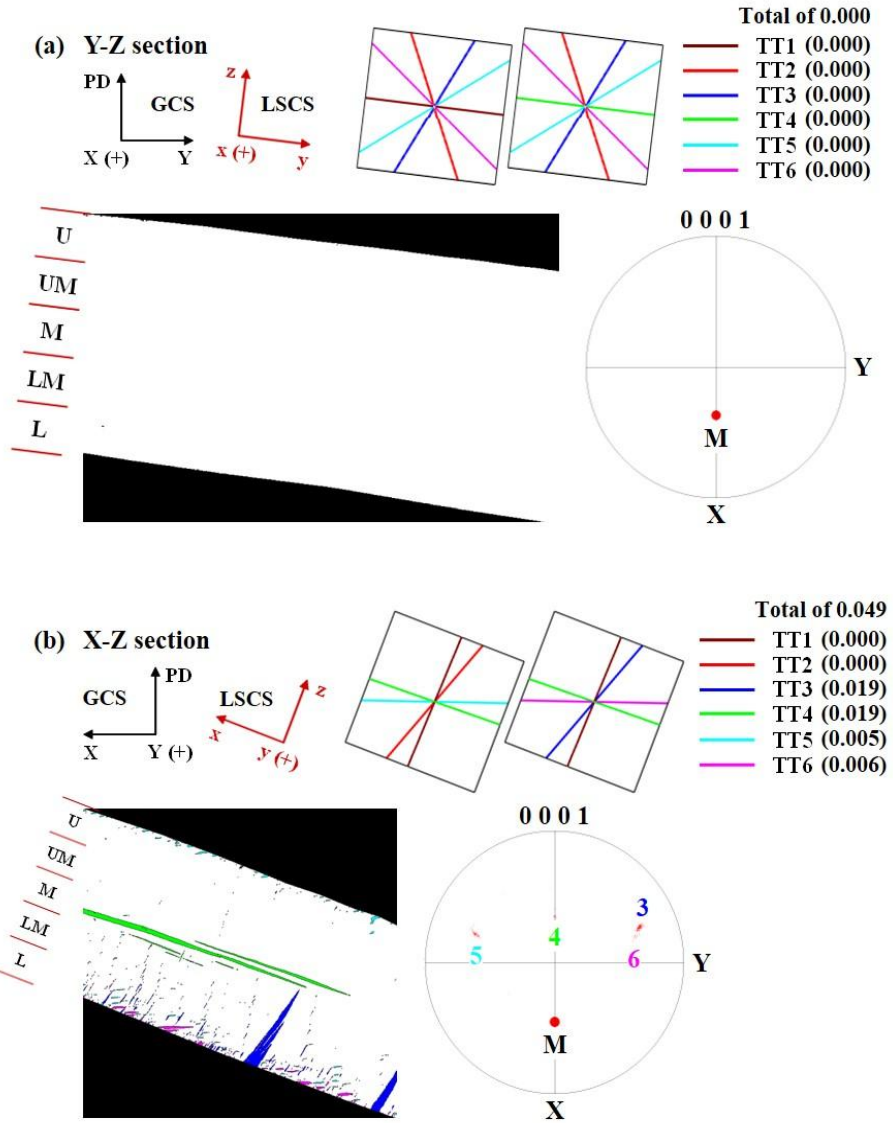 (a) Y-Z section
PD
GCS
X (+)
Y
z
LSCS
x (+)
y
Total of 0.000
TT1 (0.000)
TT2 (0.000)
TT3 (0.000)
TT4 (0.000)
TT5 (0.000)
TT6 (0.000)
U
UM
M
LM
L
0 0 0 1
Y
M
X
(b) X-Z section
GCS
PD
X
Y (+)
LSCS
z
x
y (+)
Total of 0.049
TT1 (0.000)
TT2 (0.000)
TT3 (0.019)
TT4 (0.019)
TT5 (0.005)
TT6 (0.006)
U
UM
M
LM
L
0 0 0 1
3
4
5
6
Y
M
X